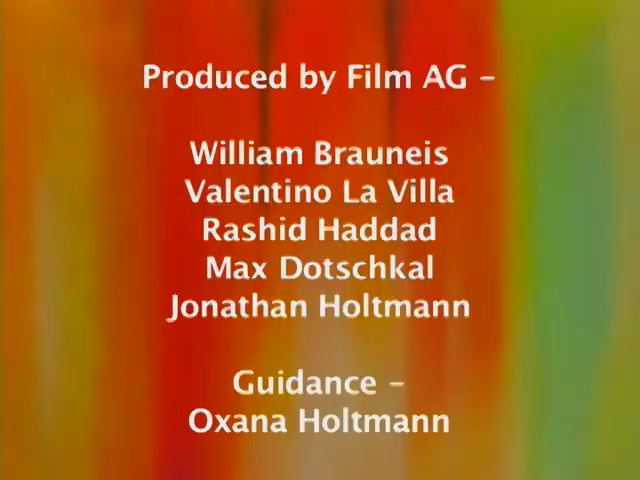 Produced by Film AG –
William Brauneis
Valentino La Villa
Rashid Haddad
Max Dotschkal
Jonathan Holtmann
Guidance –
Oxana Holtmann